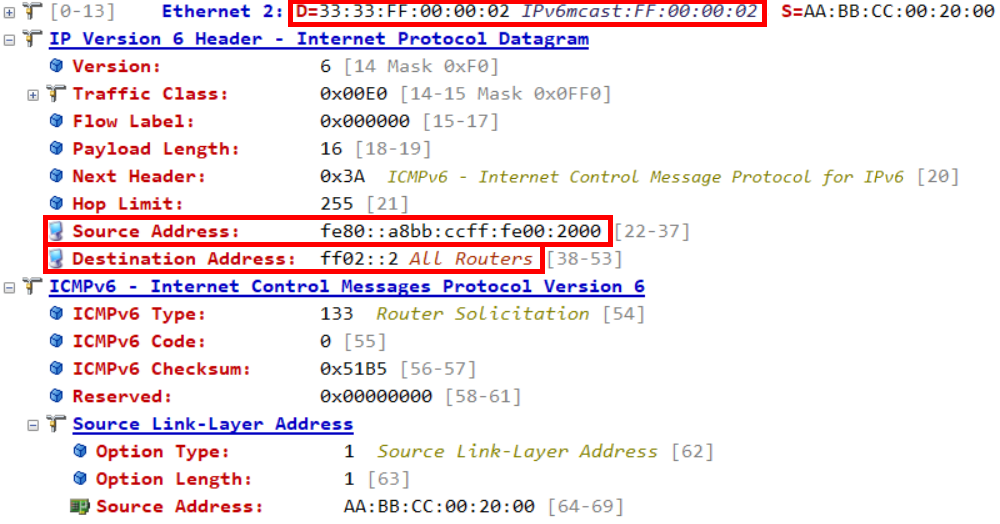 [0-13] Ethernet 2: D=33:33:FF:00:00:02 IPv6mcast:FF:00:00:02 S=AA:BB:CC:00:20:00
IP Version 6 Header - Internet Protocol Datagram
Version: 6 [14 Mask 0xF0]
Traffic Class: 0x00E0 [14-15 Mask 0x0FF0]
Flow Label: 0x000000 [15-17]
Payload Length: 16 [18-19]
Next Header: 0x3A ICMPv6 - Internet Control Message Protocol for IPv6 [20]
Hop Limit: 255 [21]
Source Address: fe80::a8bb:ccff:fe00:2000 [22-37]
Destination Address: ff02::2 All Routers [38-53]
ICMPv6 - Internet Control Messages Protocol Version 6
ICMPv6 Type: 133 Router Solicitation [54]
ICMPv6 Code: 0 [55]
ICMPv6 Checksum: 0x51B5 [56-57]
Reserved: 0x00000000 [58-61]
Source Link-Layer Address
Option Type: 1 Source Link-Layer Address [62]
Option Length: 1 [63]
Source Address: AA:BB:CC:00:20:00 [64-69]